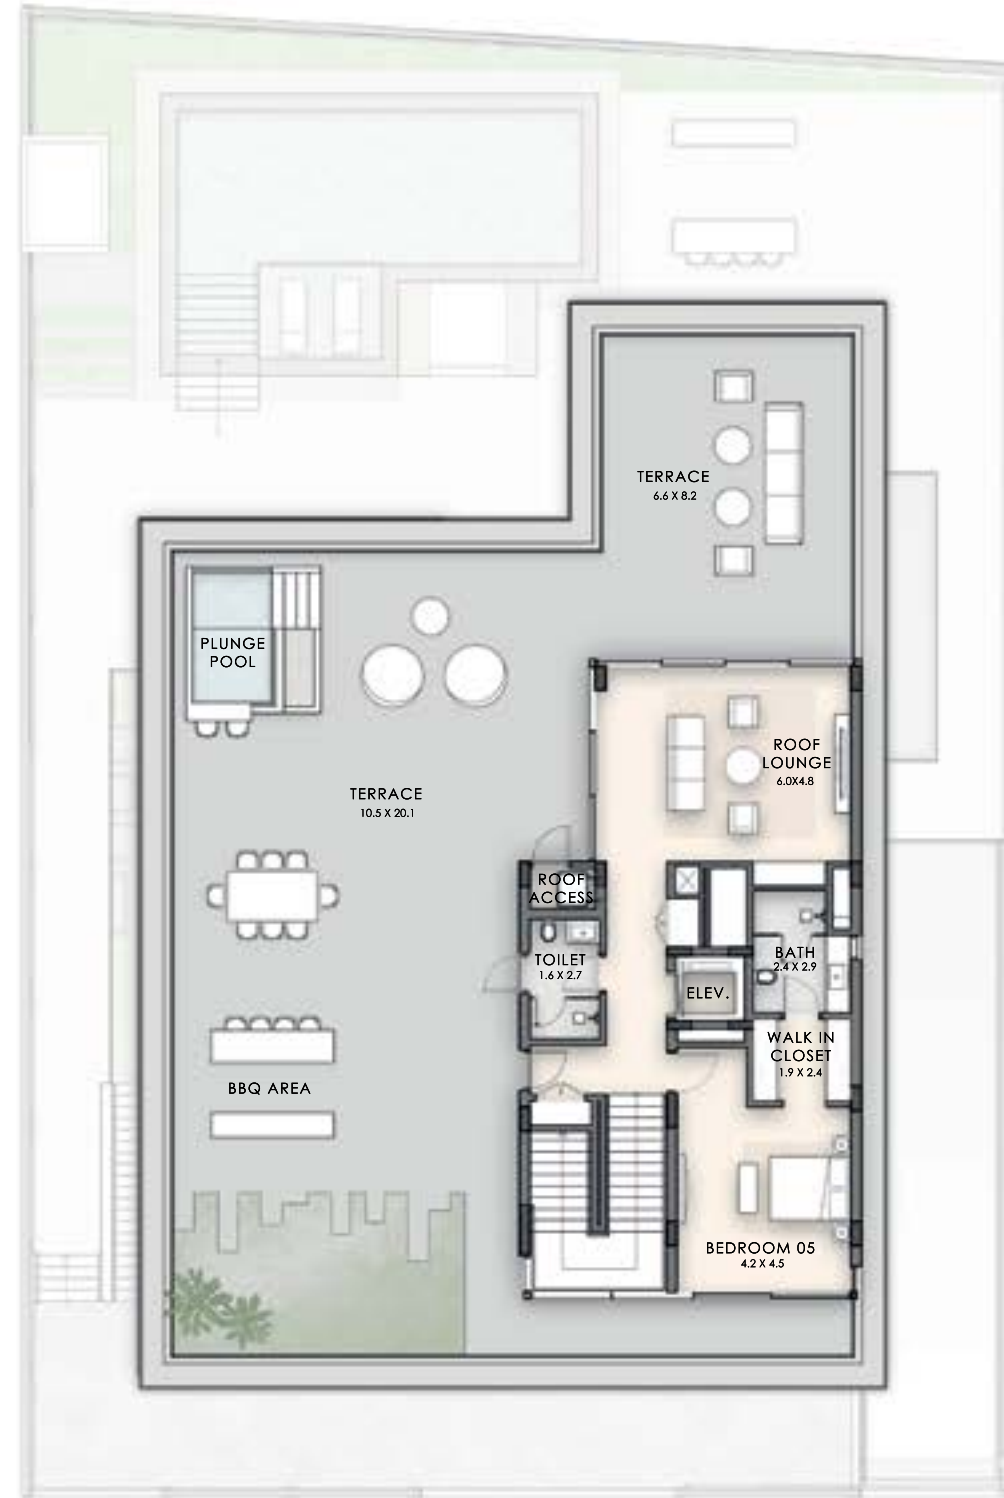 TERRACE
6.6 X 8.2
PLUNGE
POOL
ROOF
LOUNGE
6.0X4.8
TERRACE
10.5 X 20.1
ROOF
ACCESS
TOILET
1.6 X 2.7
BATH
2.4 X 2.9
ELEV.
WALK IN
CLOSET
1.9 X 2.4
BBQ AREA
BEDROOM 05
4.2 X 4.5